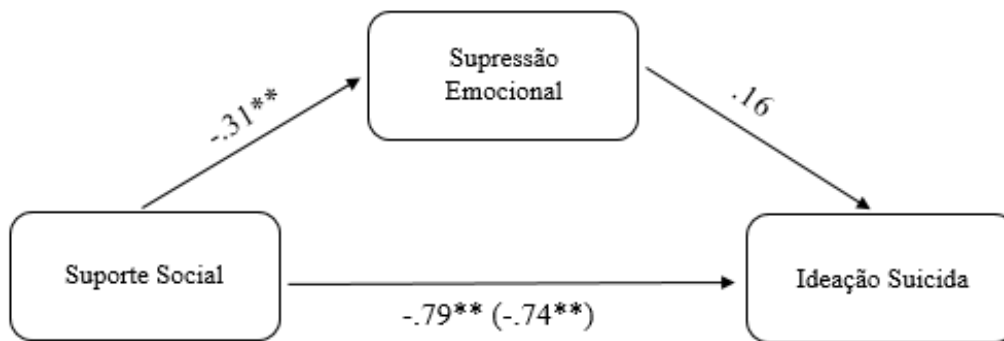 Supressão
Emocional
-.31**
.16
Suporte Social
Ideação Suicida
-.79** (-.74**)